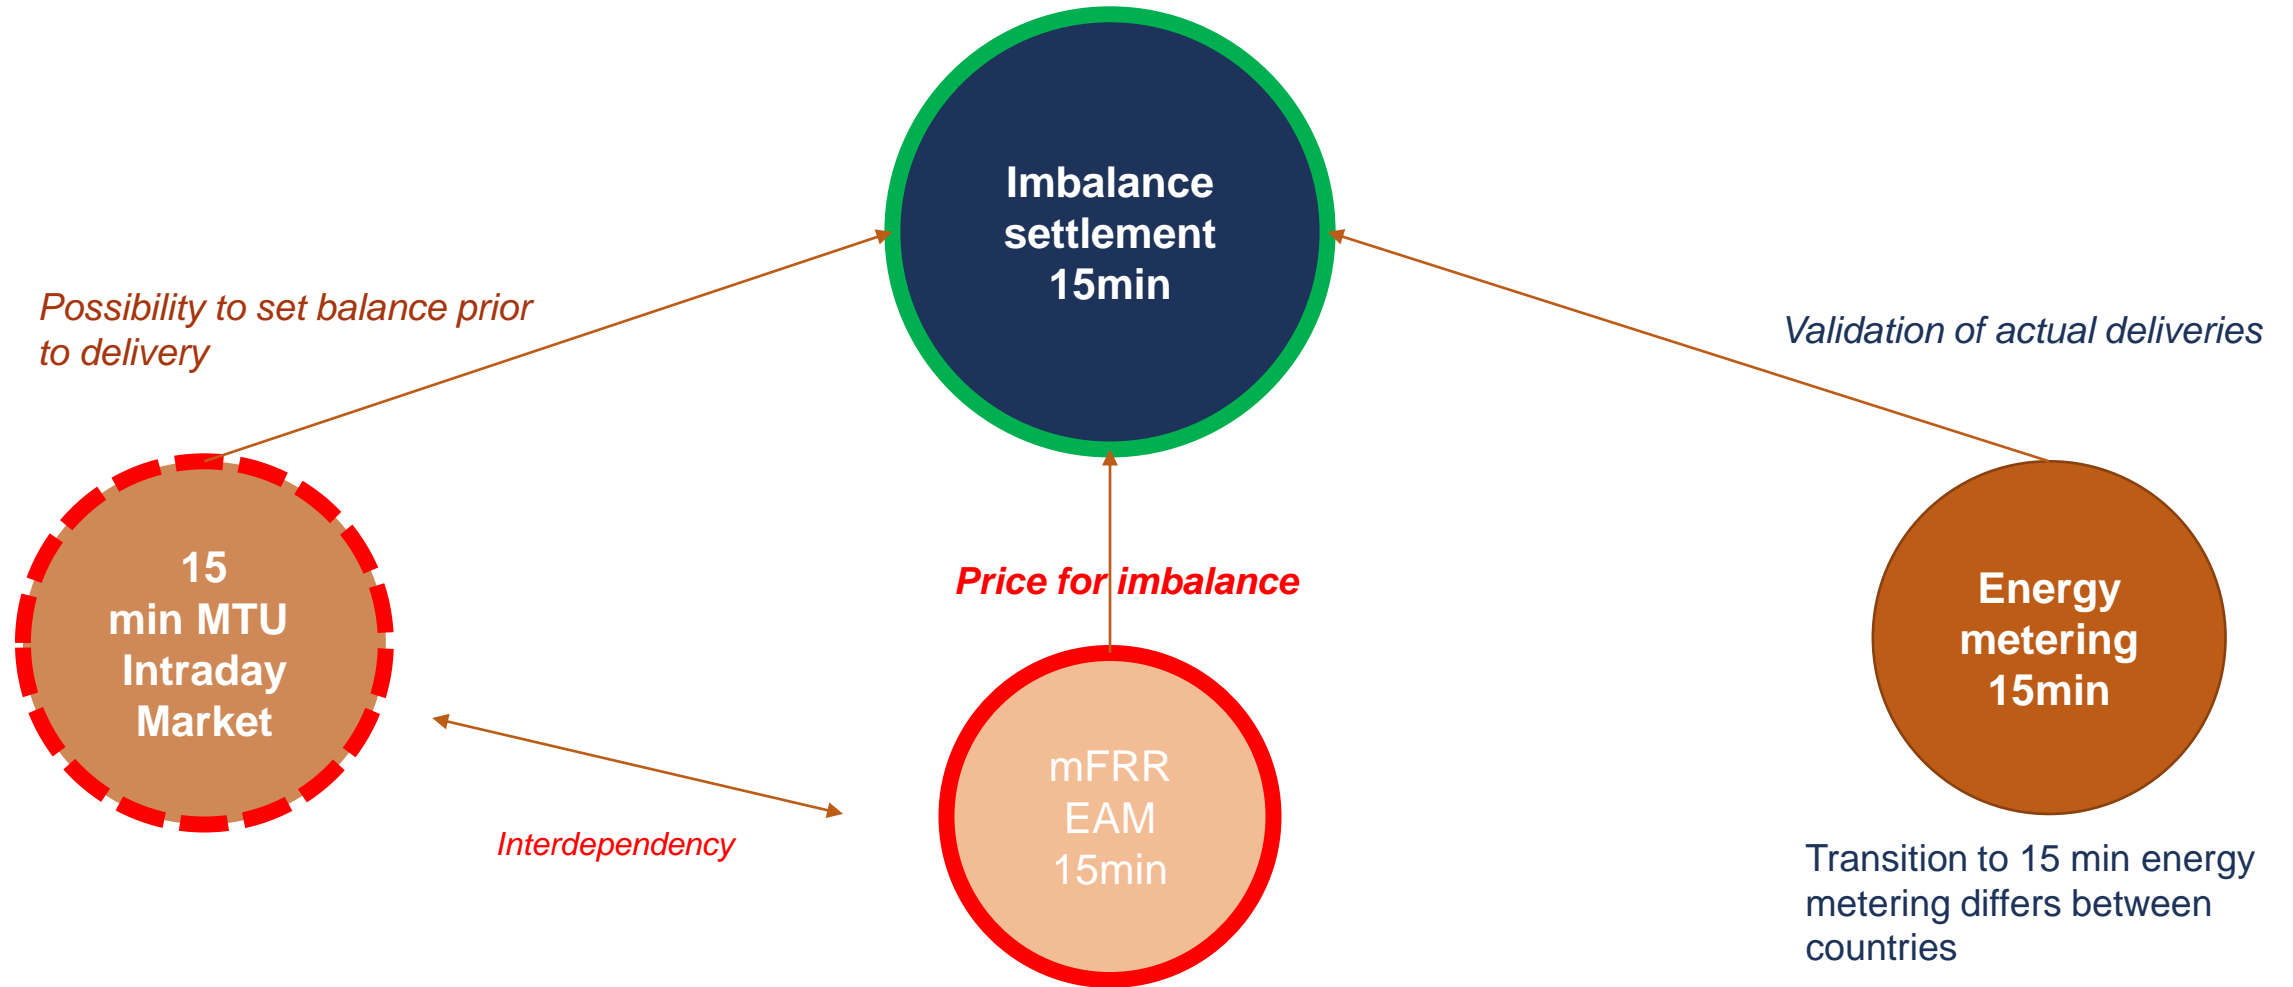 Imbalance
settlement
15min
Possibility to set balance prior
to delivery
Validation of actual deliveries
15
min MTU
Intraday
Market
Price for imbalance
Energy
metering
15min
mFRR
EAM
15min
Interdependency
Transition to 15 min energy
metering differs between
countries